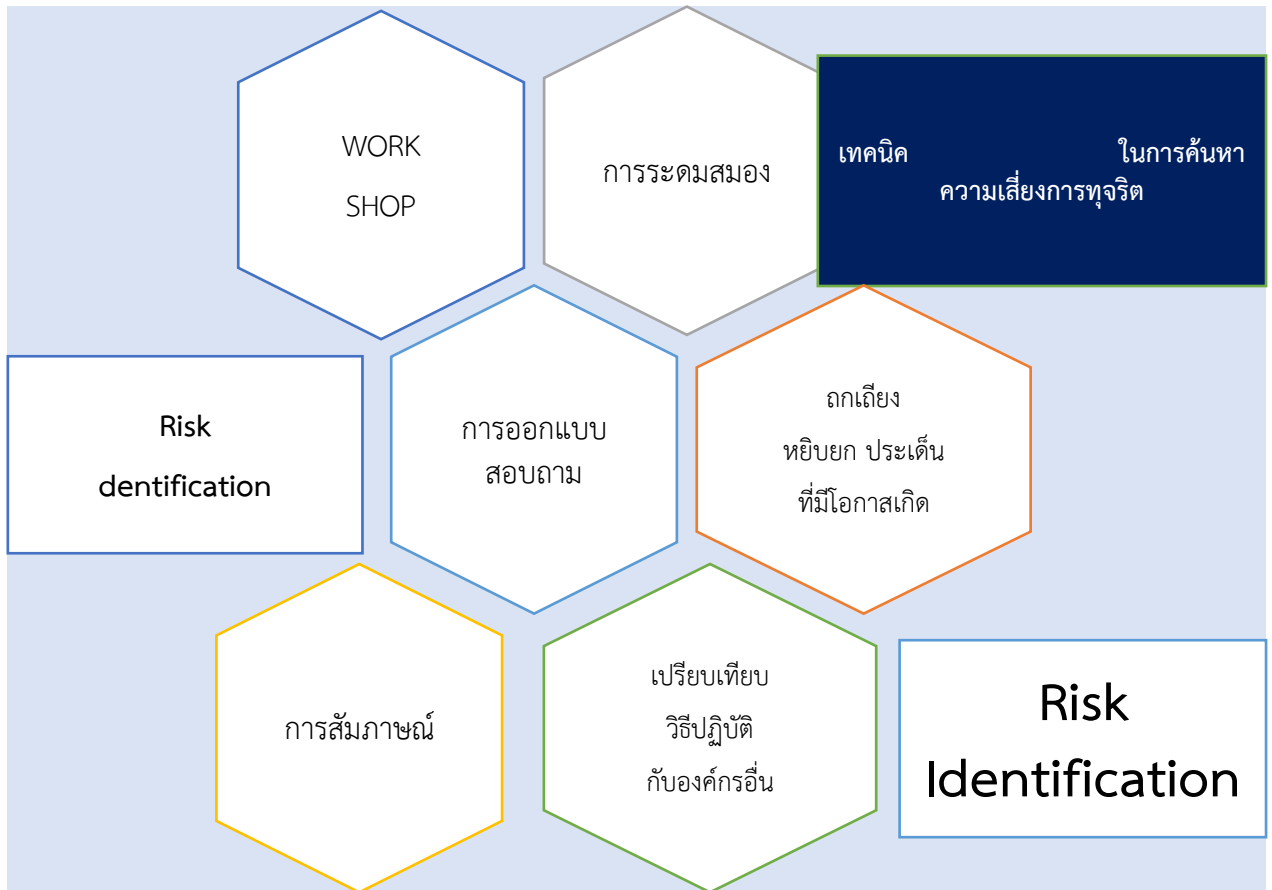 WORK
SHOP
การระดมสมอง
เทคนิค ในการค้นหา
ความเสี่ยงการทุจริต
Risk
dentification
การออกแบบ
สอบถาม
ถกเถียง
หยิบยก ประเด็น
ที่มีโอกาสเกิด
การสัมภาษณ์
เปรียบเทียบ
วิธีปฏิบัติ
กับองค์กรอื่น
Risk
Identification